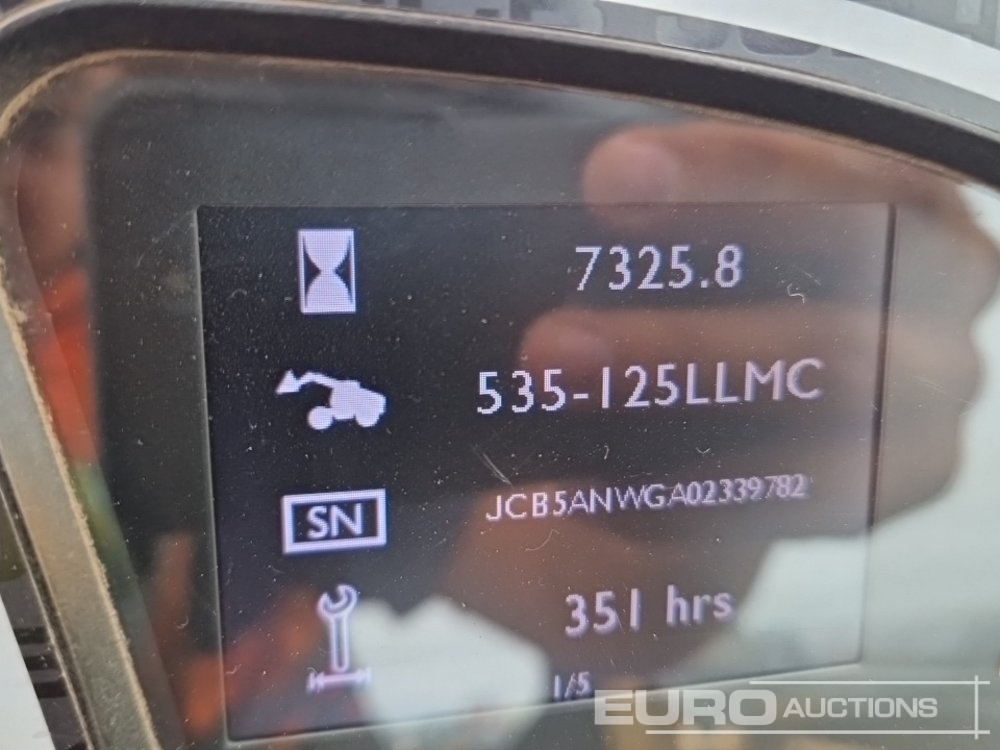 7325.8
535-125LLMC
SN JCB5ANWGA02339782
351 hrs
1/5
EURO AUCTIONS